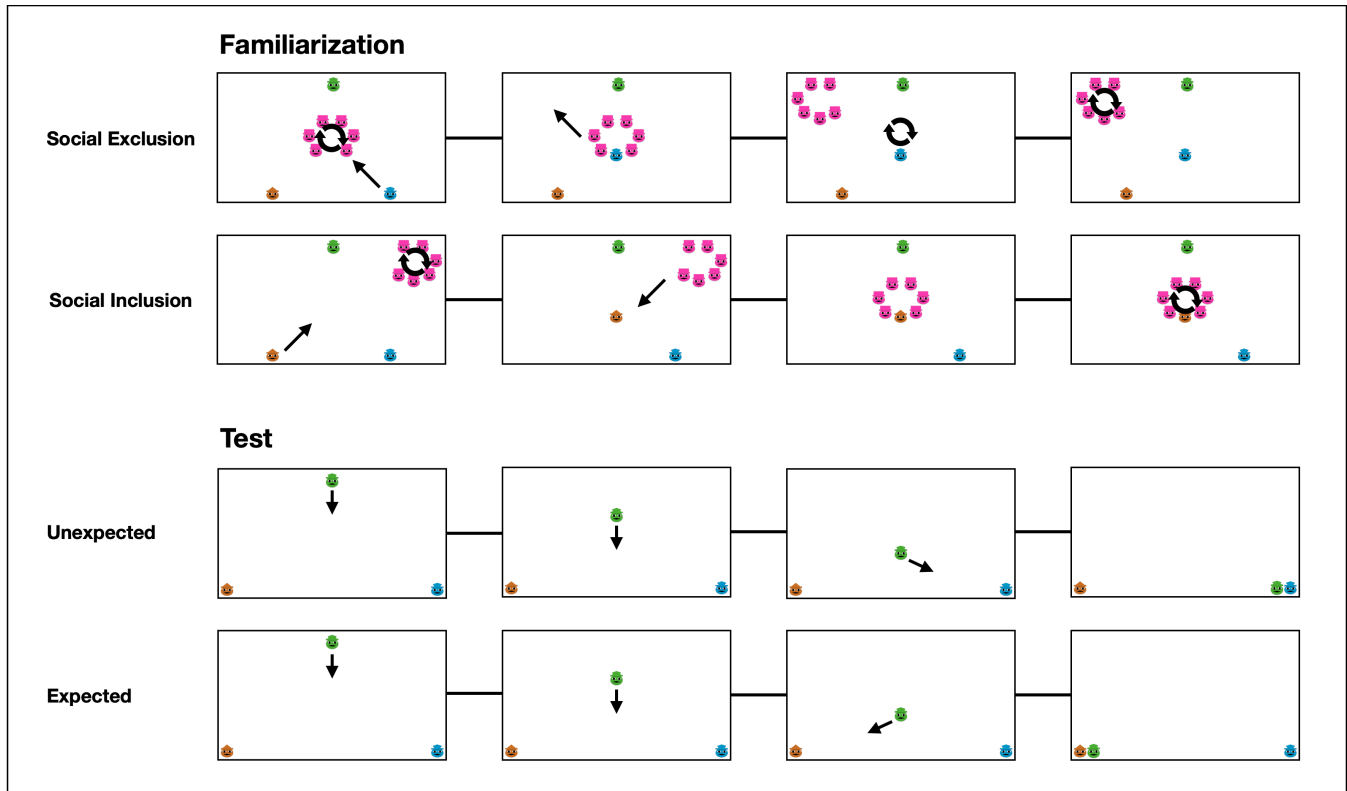 Familiarization
Social Exclusion
Social Inclusion
Test
Unexpected
Expected